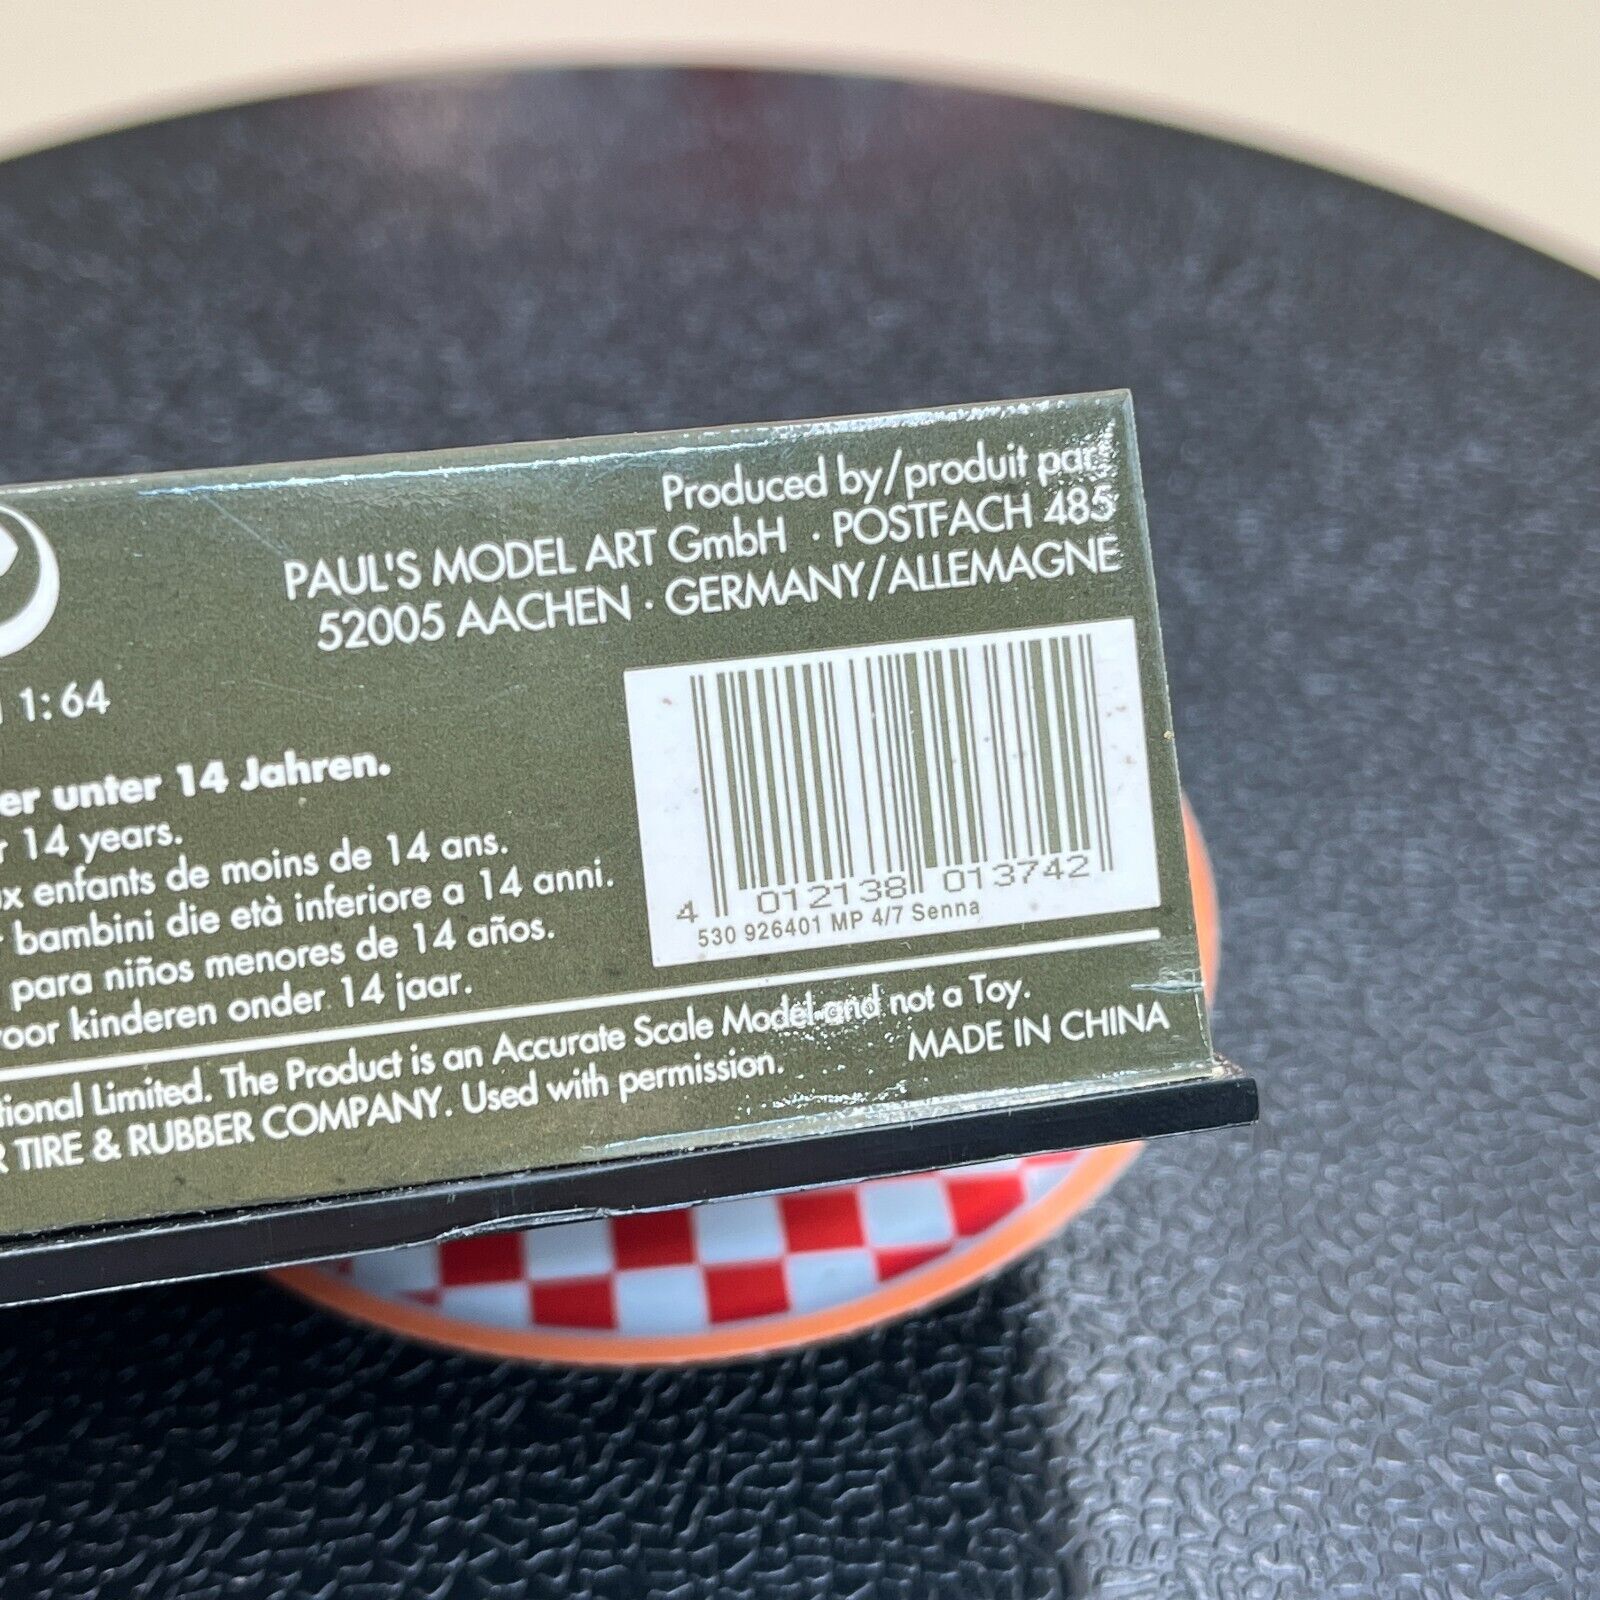 Produced by/produit par:
PAUL'S MODEL ART GmbH · POSTFACH 485
52005 AACHEN · GERMANY/ALLEMAGNE
1:64
unter 14 Jahren.
14 years.
enfants de moins de 14 ans.
bambini die età inferiore a 14 anni.
para niños menores de 14 años.
kinderen onder 14 jaar.
4 012138 013742
530 926401 MP 4/7 Senna
Limited. The Product is an Accurate Scale Model and not a Toy.
TIRE & RUBBER COMPANY. Used with permission.
MADE IN CHINA